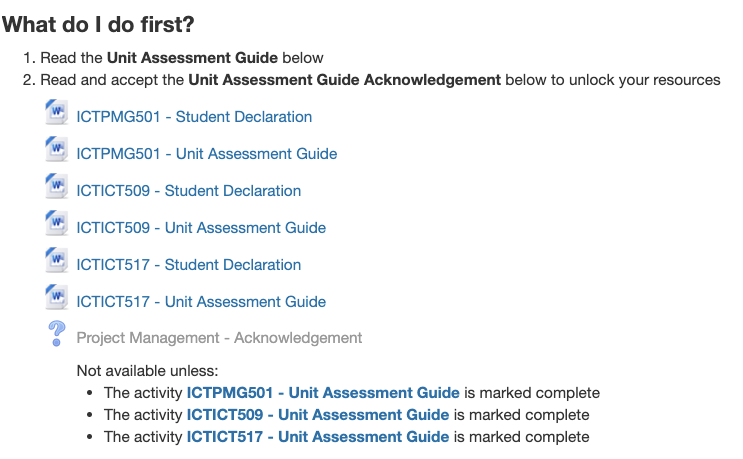 What do I do first?
1. Read the Unit Assessment Guide below
2. Read and accept the Unit Assessment Guide Acknowledgement below to unlock your resources
ICTPMG501 - Student Declaration
ICTPMG501 - Unit Assessment Guide
ICTICT509 - Student Declaration
ICTICT509 - Unit Assessment Guide
ICTICT517 - Student Declaration
ICTICT517 - Unit Assessment Guide
Project Management - Acknowledgement
Not available unless:
• The activity ICTPMG501 - Unit Assessment Guide is marked complete
• The activity ICTICT509 - Unit Assessment Guide is marked complete
• The activity ICTICT517 - Unit Assessment Guide is marked complete